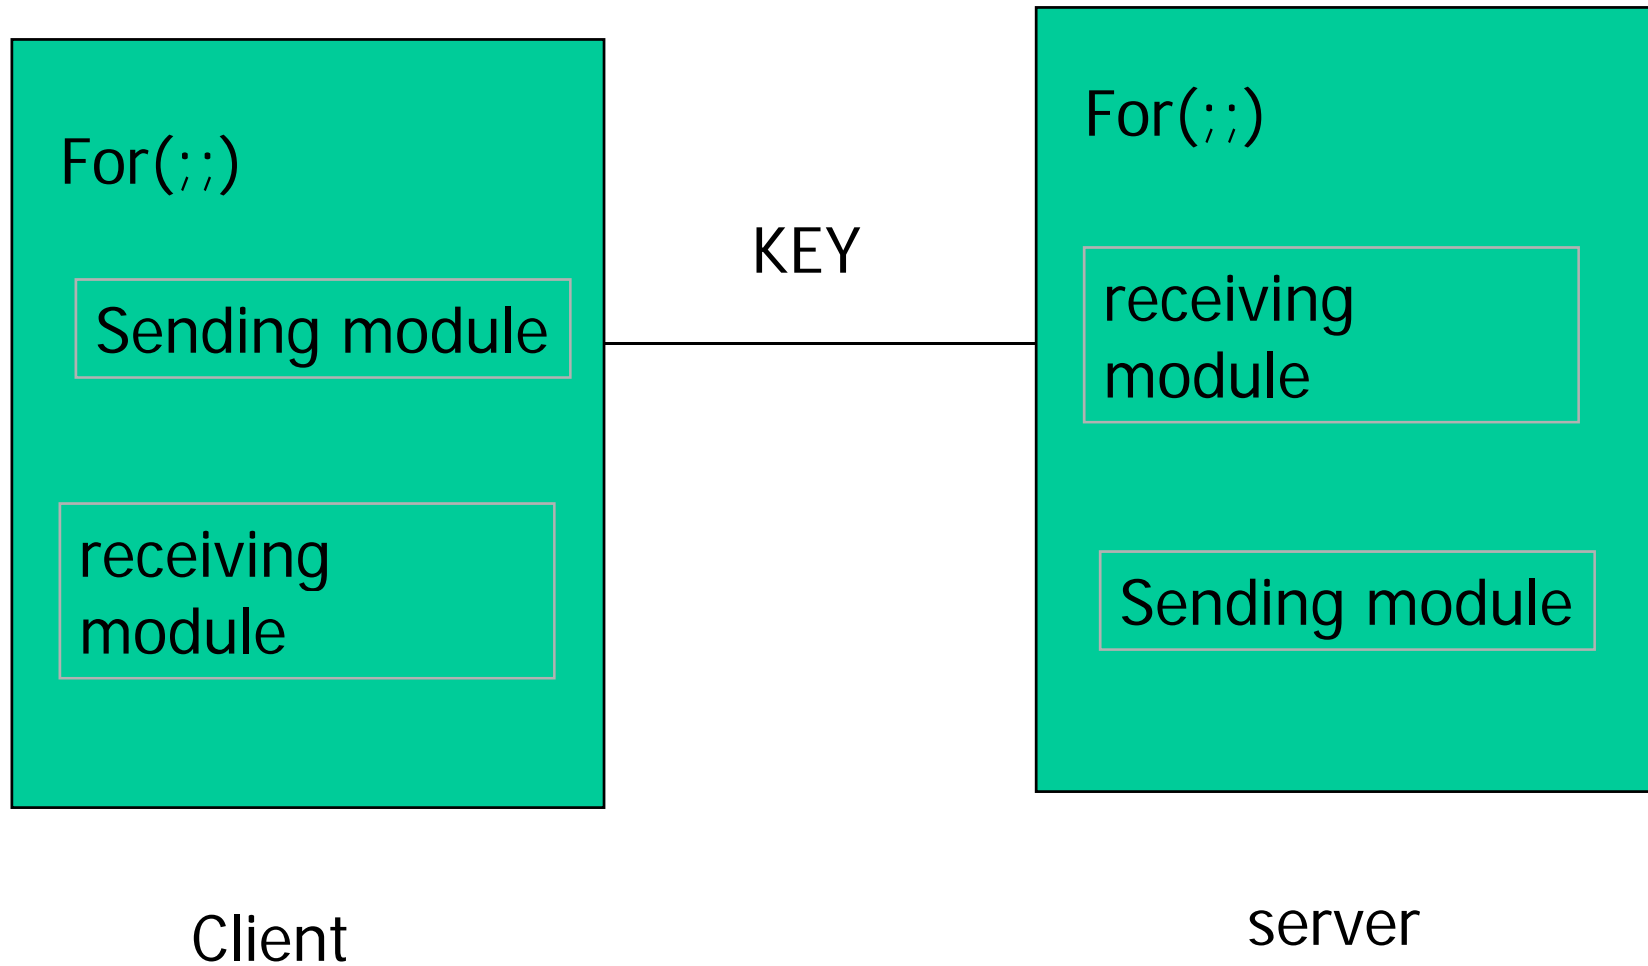 For(;;)
Sending module
receiving
module
Client
KEY
For(;;)
receiving
module
Sending module
server